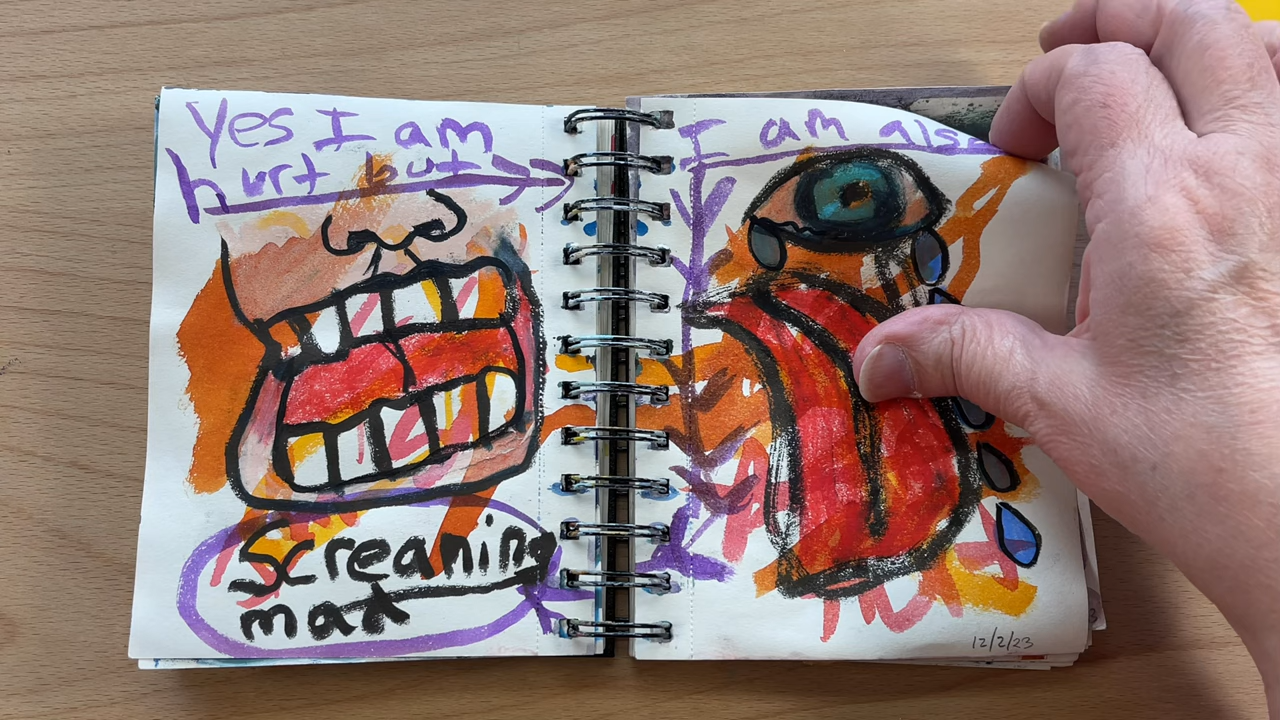 Yes I am
hurt but
I am also
Screaming
mad
12/2/23